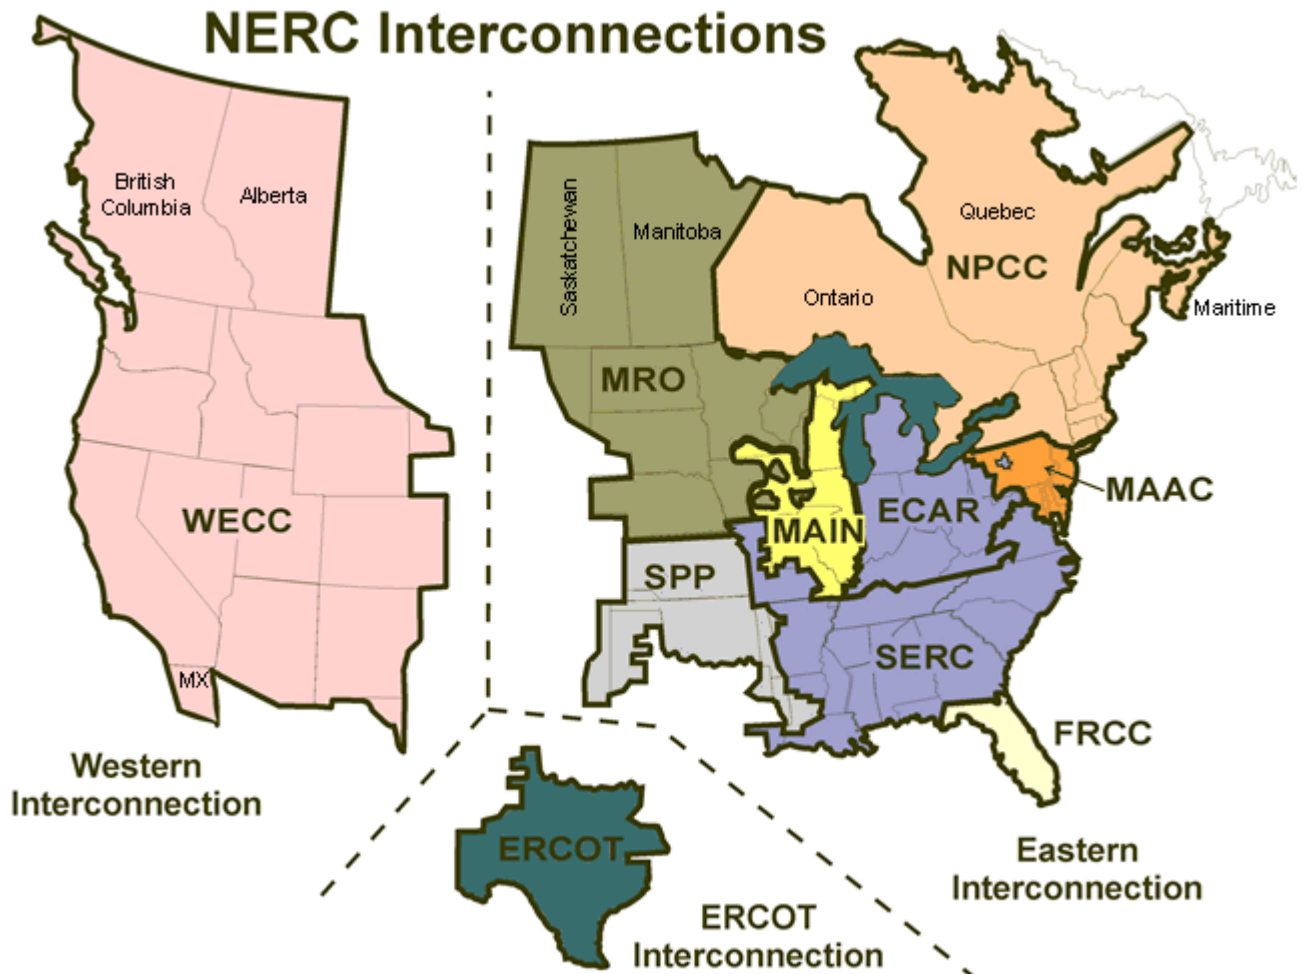 NERC Interconnections
British
Columbia
Alberta
Saskatchewan
Manitoba
Ontario
Quebec
NPCC
Maritime
MRO
WECC
MAIN
ECAR
MAAC
SPP
SERC
MX
FRCC
Western
Interconnection
ERCOT
ERCOT
Interconnection
Eastern
Interconnection